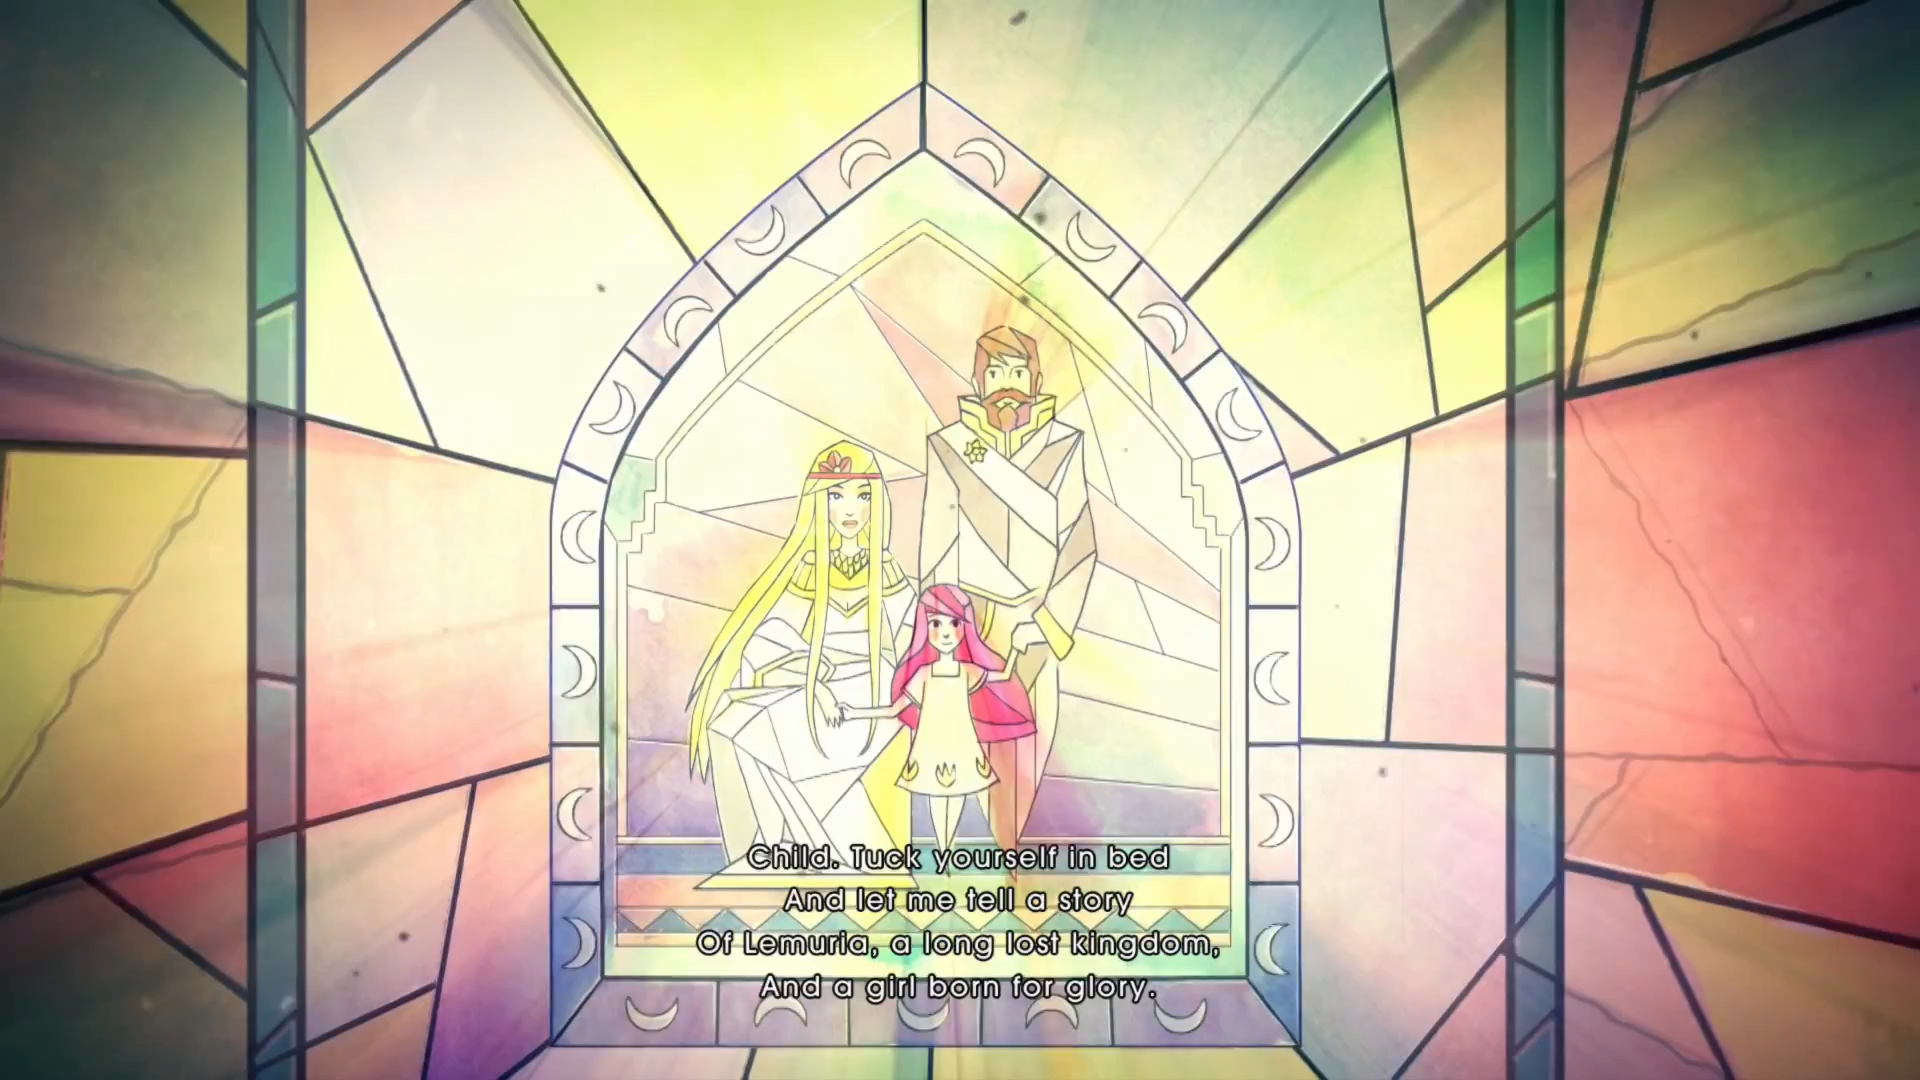 Child. Tuck yourself in bed
And let me tell a story
Of Lemuria, a long lost kingdom,
And a girl born for glory.